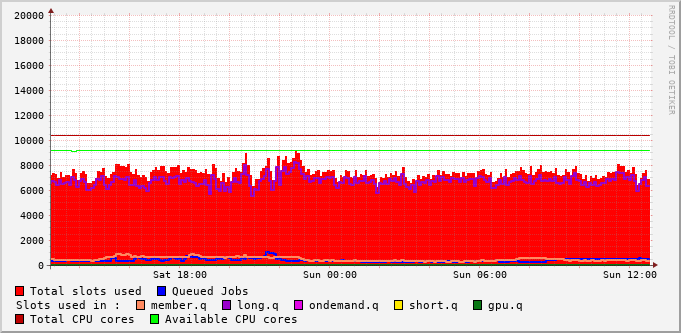 20000
18000
16000
14000
12000
10000
8000
6000
4000
2000
0
Sat 18:00 Sun 00:00 Sun 06:00 Sun 12:00
RRDTOOL / TOBI OETIKER
Total slots used Queued Jobs
Slots used in : member.q long.q ondemand.q short.q gpu.q
Total CPU cores Available CPU cores